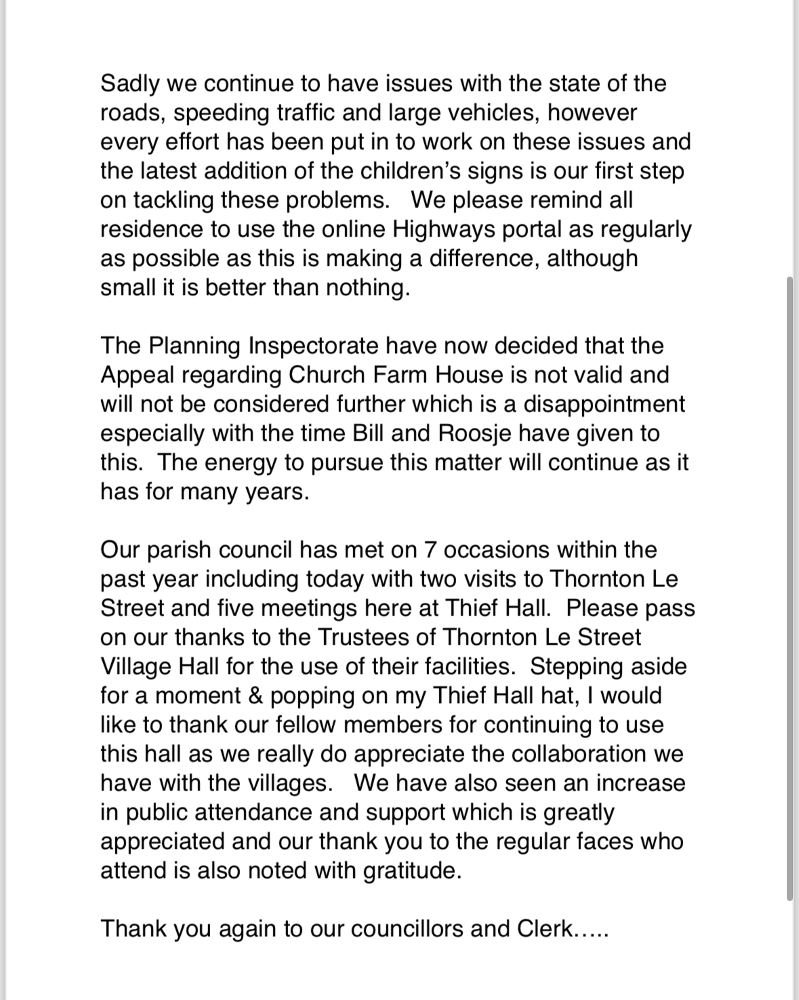 Sadly we continue to have issues with the state of the
roads, speeding traffic and large vehicles, however
every effort has been put in to work on these issues and
the latest addition of the children’s signs is our first step
on tackling these problems.   We please remind all
residence to use the online Highways portal as regularly
as possible as this is making a difference, although
small it is better than nothing.
The Planning Inspectorate have now decided that the
Appeal regarding Church Farm House is not valid and
will not be considered further which is a disappointment
especially with the time Bill and Roosje have given to
this.  The energy to pursue this matter will continue as it
has for many years.
Our parish council has met on 7 occasions within the
past year including today with two visits to Thornton Le
Street and five meetings here at Thief Hall.  Please pass
on our thanks to the Trustees of Thornton Le Street
Village Hall for the use of their facilities.  Stepping aside
for a moment & popping on my Thief Hall hat, I would
like to thank our fellow members for continuing to use
this hall as we really do appreciate the collaboration we
have with the villages.   We have also seen an increase
in public attendance and support which is greatly
appreciated and our thank you to the regular faces who
attend is also noted with gratitude.
Thank you again to our councillors and Clerk…..